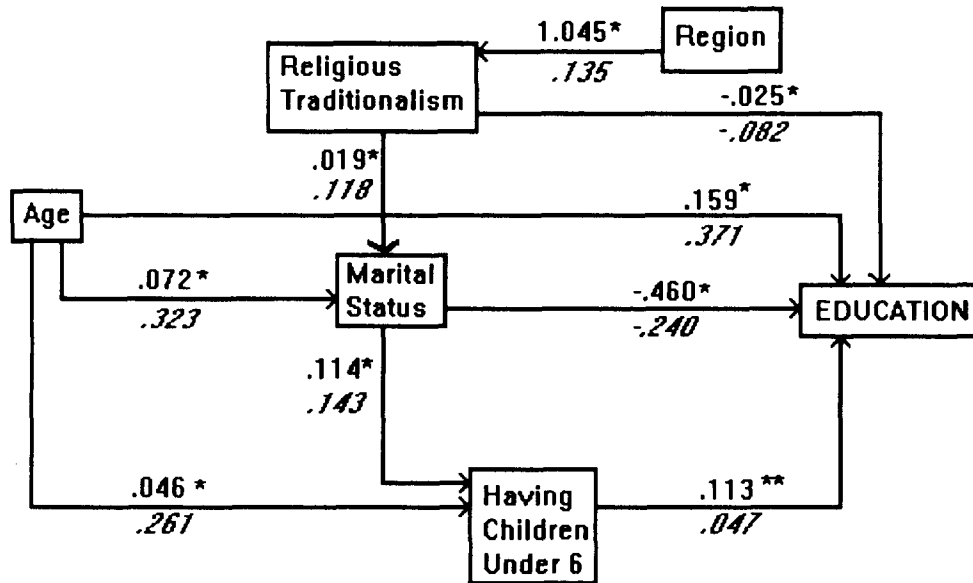 Region
1.045*
.135
Religious
Traditionalism
-.025*
-.082
.019*
.118
Age
.159*
.371
.072*
.323
Marital
Status
-.460*
-.240
EDUCATION
.114*
.143
.046 *
.261
Having
Children
Under 6
.113**
.047